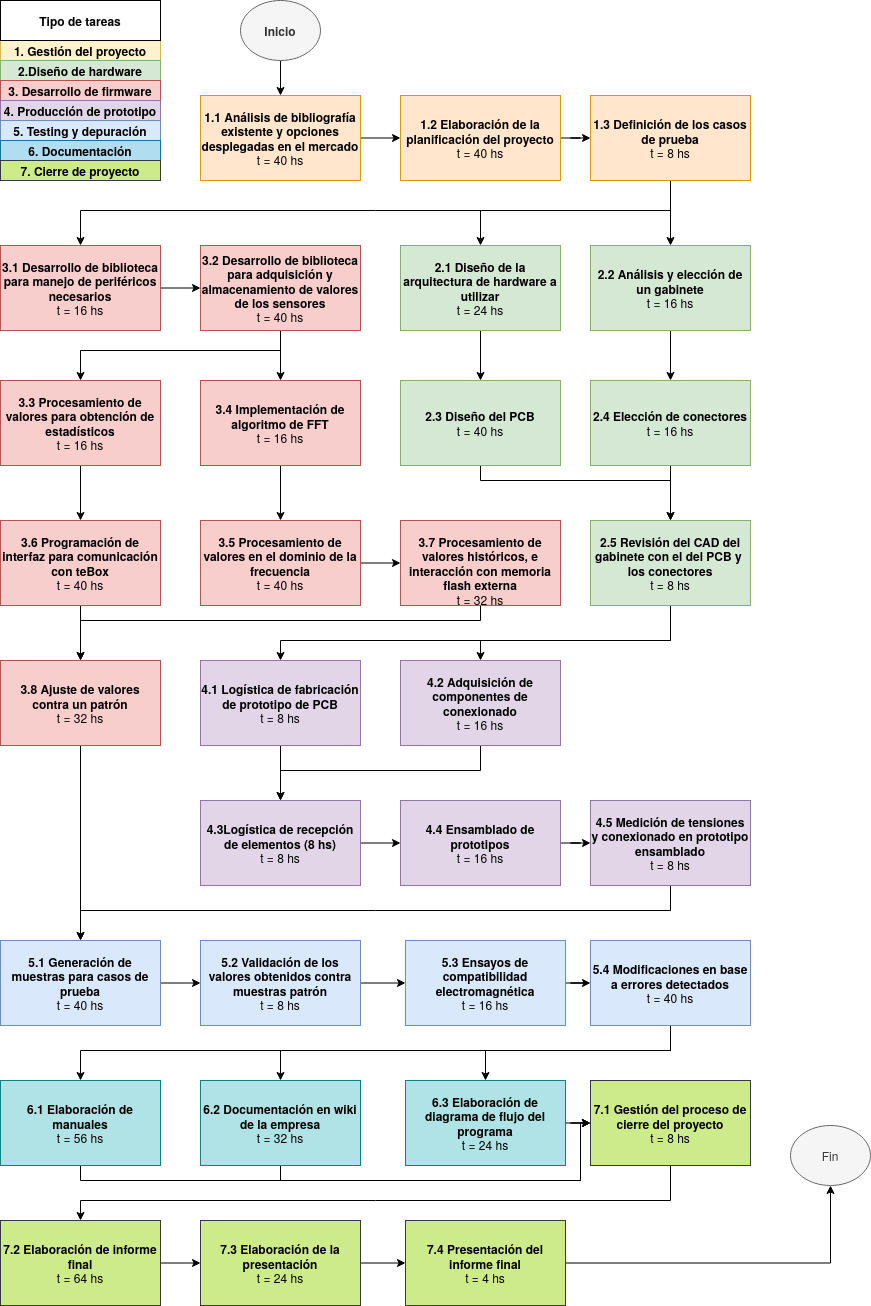 Tipo de tareas
1. Gestión del proyecto
2.Diseño de hardware
3. Desarrollo de firmware
4. Producción de prototipo
5. Testing y depuración
6. Documentación
7. Cierre de proyecto
Inicio
1.1 Análisis de bibliografía
existente y opciones
desplegadas en el mercado
t = 40 hs
1.2 Elaboración de la
planificación del proyecto
t = 40 hs
1.3 Definición de los casos
de prueba
t = 8 hs
3.1 Desarrollo de biblioteca
para manejo de periféricos
necesarios
t = 16 hs
3.2 Desarrollo de biblioteca
para adquisición y
almacenamiento de valores
de los sensores
t = 40 hs
2.1 Diseño de la
arquitectura de hardware a
utilizar
t = 24 hs
2.2 Análisis y elección de
un gabinete
t = 16 hs
3.3 Procesamiento de
valores para obtención de
estadísticos
t = 16 hs
3.4 Implementación de
algoritmo de FFT
t = 16 hs
2.3 Diseño del PCB
t = 40 hs
2.4 Elección de conectores
t = 16 hs
3.6 Programación de
interfaz para comunicación
con teBox
t = 40 hs
3.5 Procesamiento de
valores en el dominio de la
frecuencia
t = 40 hs
3.7 Procesamiento de
valores históricos, e
interacción con memoria
flash externa
t = 32 hs
2.5 Revisión del CAD del
gabinete con el del PCB y
los conectores
t = 8 hs
3.8 Ajuste de valores
contra un patrón
t = 32 hs
4.1 Logística de fabricación
de prototipo de PCB
t = 8 hs
4.2 Adquisición de
componentes de
conexionado
t = 16 hs
4.3Logística de recepción
de elementos (8 hs)
t = 8 hs
4.4 Ensamblado de
prototipos
t = 16 hs
4.5 Medición de tensiones
y conexionado en prototipo
ensamblado
t = 8 hs
5.1 Generación de
muestras para casos de
prueba
t = 40 hs
5.2 Validación de los
valores obtenidos contra
muestras patrón
t = 8 hs
5.3 Ensayos de
compatibilidad
electromagnética
t = 16 hs
5.4 Modificaciones en base
a errores detectados
t = 40 hs
6.1 Elaboración de
manuales
t = 56 hs
6.2 Documentación en wiki
de la empresa
t = 32 hs
6.3 Elaboración de
diagrama de flujo del
programa
t = 24 hs
7.1 Gestión del proceso de
cierre del proyecto
t = 8 hs
Fin
7.2 Elaboración de informe
final
t = 64 hs
7.3 Elaboración de la
presentación
t = 24 hs
7.4 Presentación del
informe final
t = 4 hs